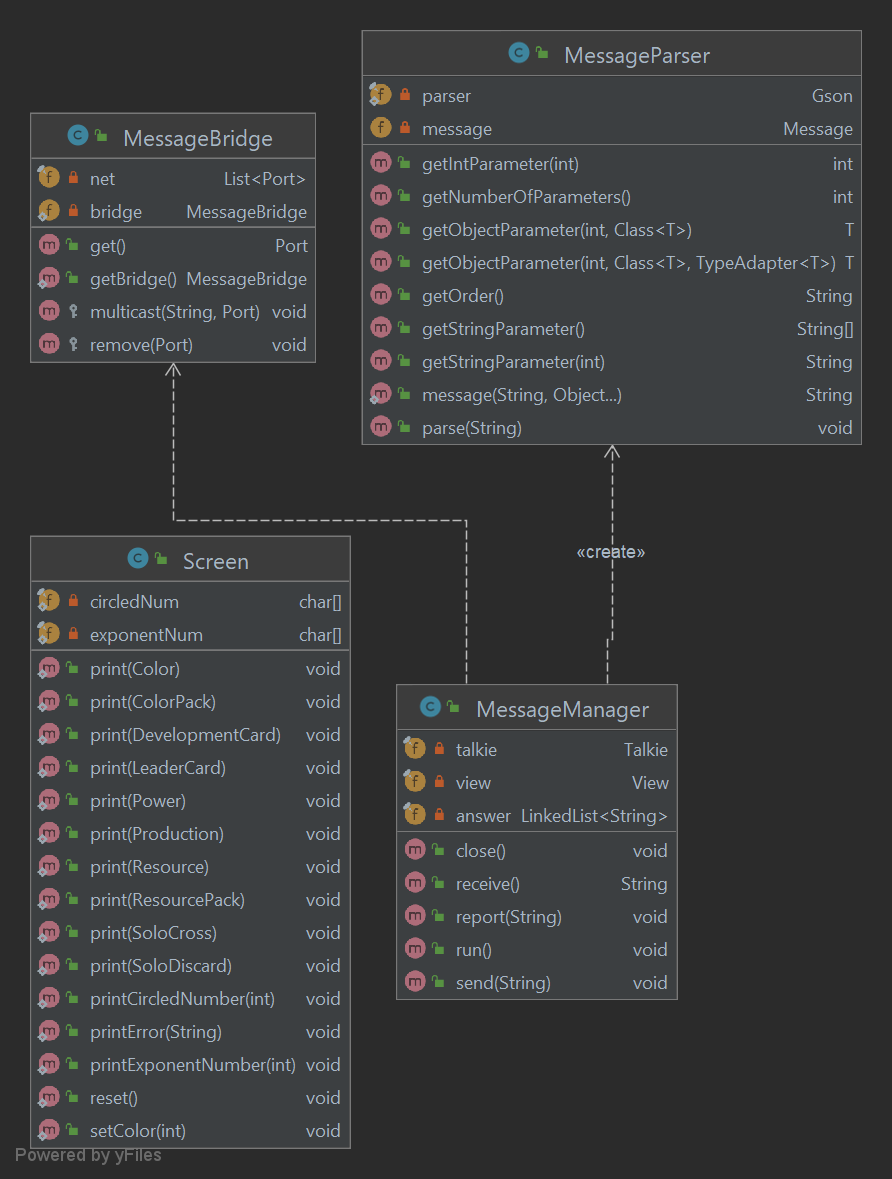 MessageParser
parser Gson
message Message
getIntParameter(int) int
getNumberOfParameters() int
getObjectParameter(int, Class<T>) T
getObjectParameter(int, Class<T>, TypeAdapter<T>) T
getOrder() String
getStringParameter() String[]
getStringParameter(int) String
message(String, Object...) String
parse(String) void
MessageBridge
net List<Port>
bridge MessageBridge
get() Port
getBridge() MessageBridge
multicast(String, Port) void
remove(Port) void
«create»
Screen
circledNum char[]
exponentNum char[]
print(Color) void
print(ColorPack) void
print(DevelopmentCard) void
print(LeaderCard) void
print(Power) void
print(Production) void
print(Resource) void
print(ResourcePack) void
print(SoloCross) void
print(SoloDiscard) void
printCircledNumber(int) void
printError(String) void
printExponentNumber(int) void
reset() void
setColor(int) void
MessageManager
talkie Talkie
view View
answer LinkedList<String>
close() void
receive() String
report(String) void
run() void
send(String) void
Powered by yFiles